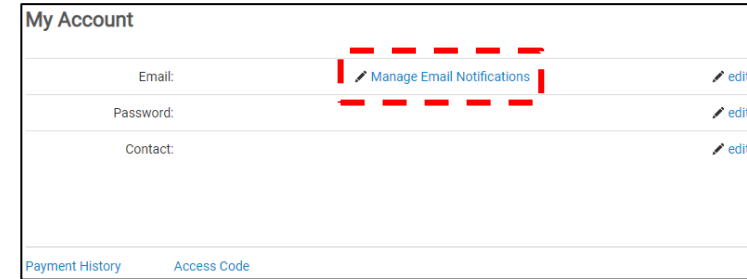 My Account
Email: Manage Email Notifications edit
Password: edit
Contact: edit
Payment History Access Code